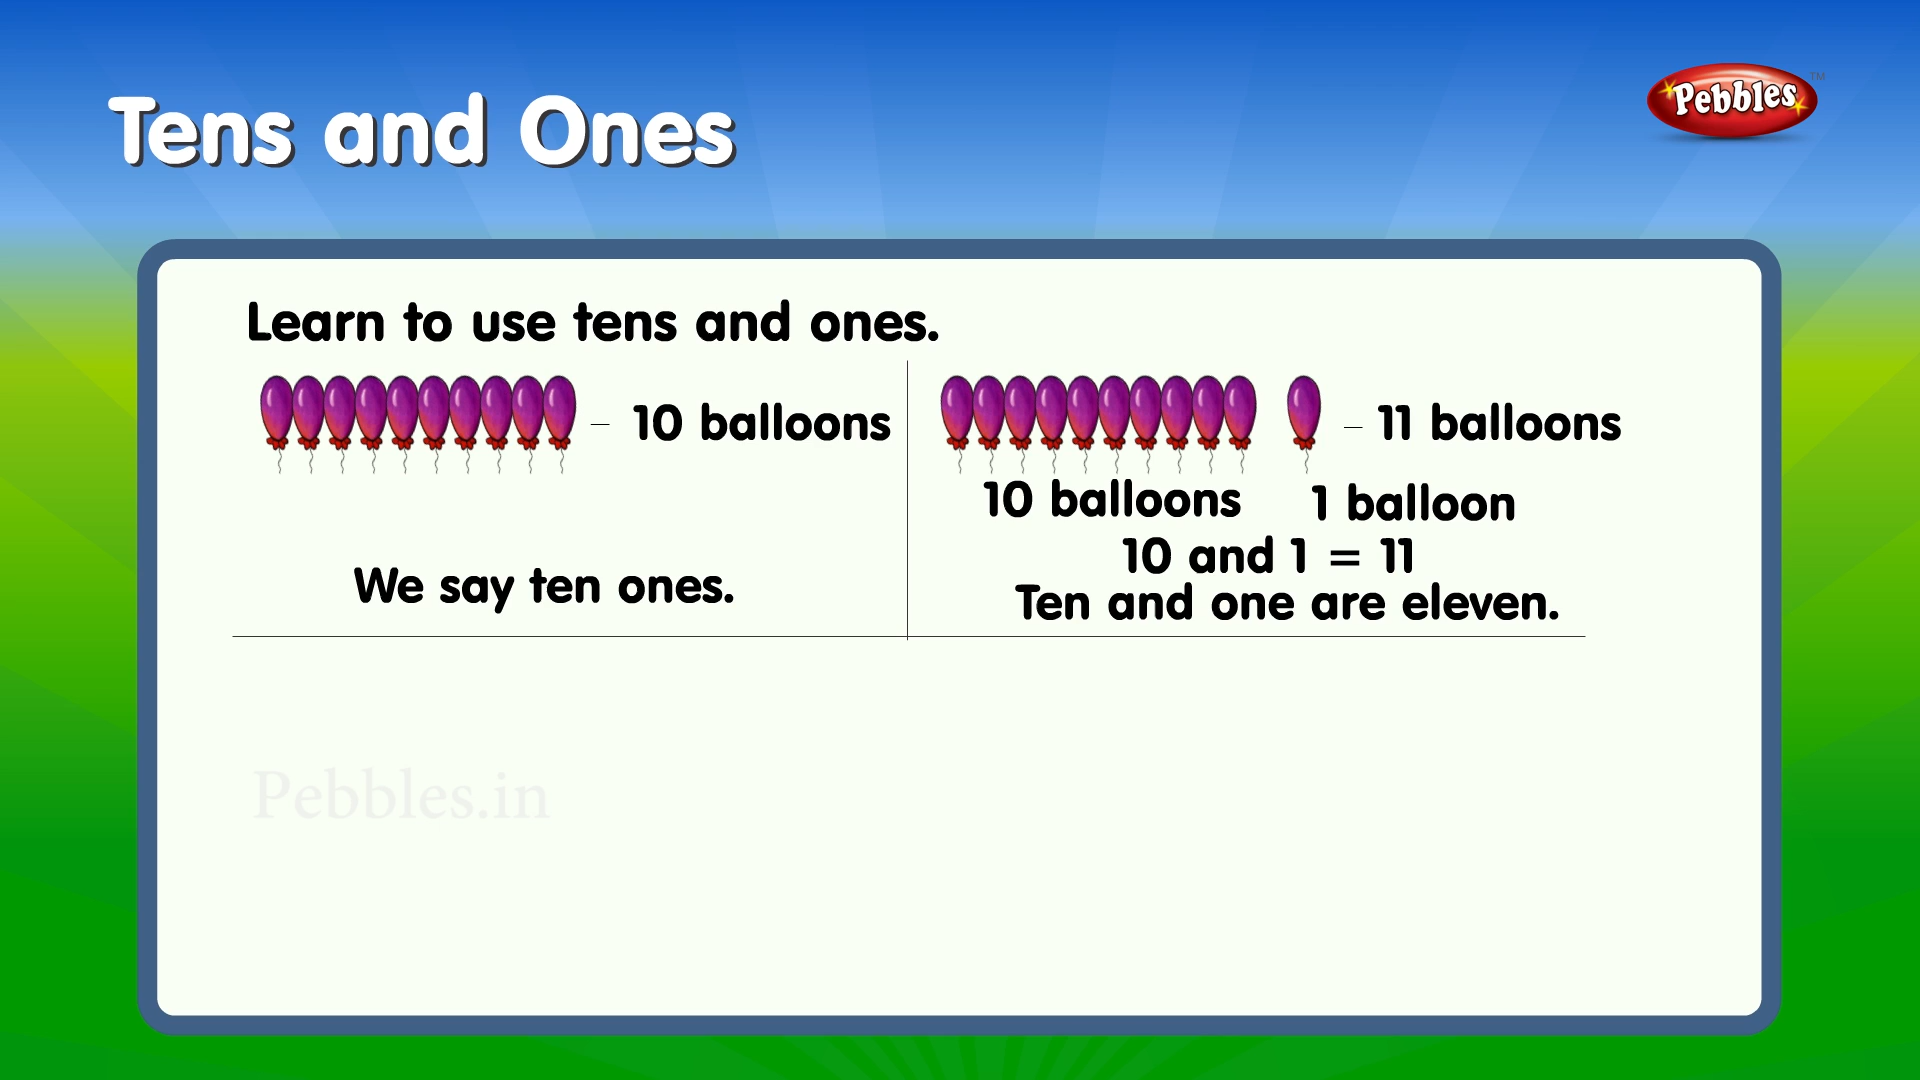 Tens and Ones
Pebbles TM
Learn to use tens and ones.
– 10 balloons
We say ten ones.
– 11 balloons
10 balloons 1 balloon
10 and 1 = 11
Ten and one are eleven.
Pebbles.in